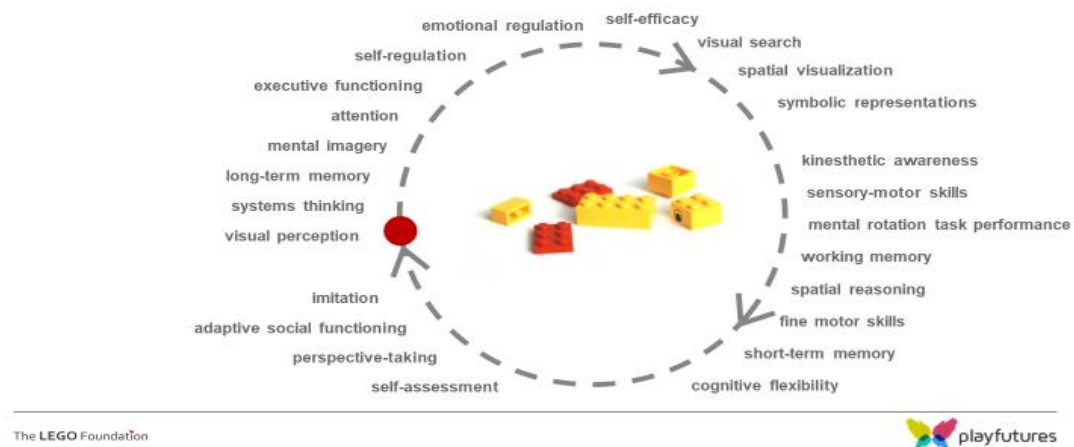 emotional regulation
self-efficacy
self-regulation
visual search
executive functioning
spatial visualization
attention
symbolic representations
mental imagery
kinesthetic awareness
long-term memory
sensory-motor skills
systems thinking
mental rotation task performance
visual perception
working memory
imitation
spatial reasoning
adaptive social functioning
fine motor skills
perspective-taking
short-term memory
self-assessment
cognitive flexibility
The LEGO Foundation
playfutures